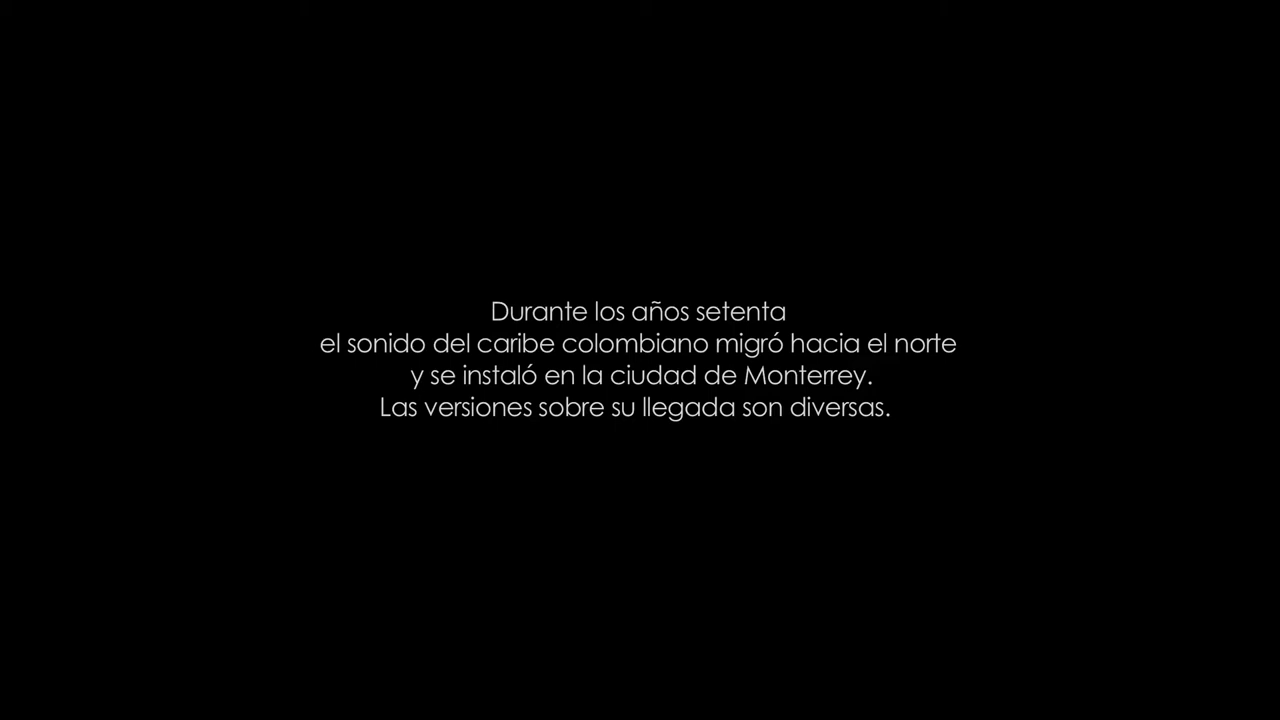 Durante los años setenta
el sonido del caribe colombiano migró hacia el norte
y se instaló en la ciudad de Monterrey.
Las versiones sobre su llegada son diversas.